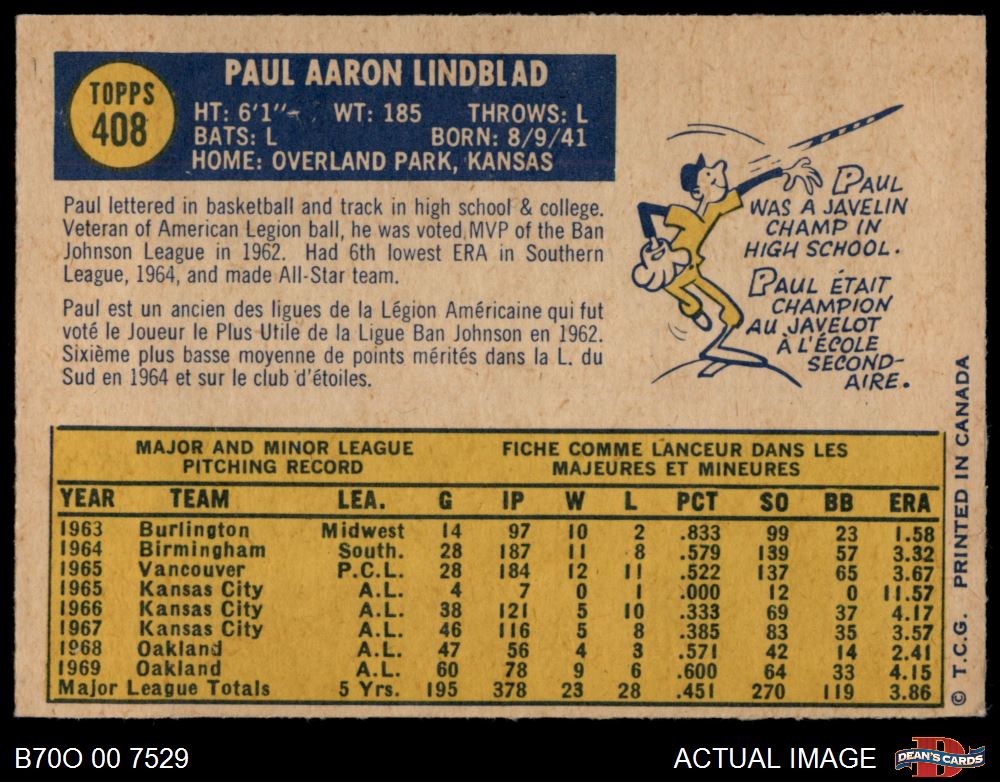 TOPPS
408
PAUL AARON LINDBLAD
HT: 6'1" WT: 185 THROWS: L
BATS: L BORN: 8/9/41
HOME: OVERLAND PARK, KANSAS
Paul lettered in basketball and track in high school & college.
Veteran of American Legion ball, he was voted MVP of the Ban
Johnson League in 1962. Had 6th lowest ERA in Southern
League, 1964, and made All-Star team.
Paul est un ancien des ligues de la Légion Américaine qui fut
voté le Joueur le Plus Utile de la Ligue Ban Johnson en 1962.
Sixième plus basse moyenne de points mérités dans la L. du
Sud en 1964 et sur le club d'étoiles.
PAUL
WAS A JAVELIN
CHAMP IN
HIGH SCHOOL.
PAUL ÉTAIT
CHAMPION
AU JAVELOT
À L'ÉCOLE
SECOND-
AIRE.
MAJOR AND MINOR LEAGUE
PITCHING RECORD
FICHE COMME LANCEUR DANS LES
MAJEURES ET MINEURES
YEAR TEAM LEA. G IP W L PCT SO BB ERA
1963 Burlington Midwest 14 97 10 2 .833 99 23 1.58
1964 Birmingham South. 28 187 11 8 .579 139 57 3.32
1965 Vancouver P.C.L. 28 184 12 11 .522 137 65 3.67
1965 Kansas City A.L. 4 7 0 1 .000 12 0 11.57
1966 Kansas City A.L. 38 121 5 10 .333 69 37 4.17
1967 Kansas City A.L. 46 116 5 8 .385 83 35 3.57
1968 Oakland A.L. 47 56 4 3 .571 42 14 2.41
1969 Oakland A.L. 60 78 9 6 .600 64 33 4.15
Major League Totals 5 Yrs. 195 378 23 28 .451 270 119 3.86
© T.C.G. PRINTED IN CANADA
B70O 00 7529
ACTUAL IMAGE
DEAN'S CARDS